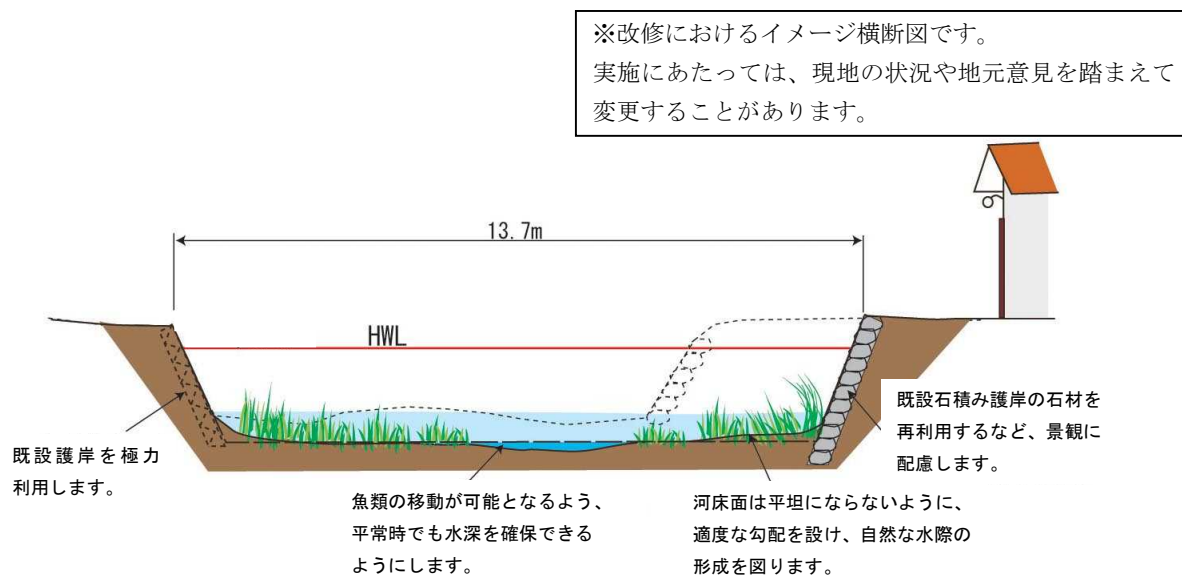 ※改修におけるイメージ横断図です。
実施にあたっては、現地の状況や地元意見を踏まえて
変更することがあります。
13.7m
HWL
既設護岸を極力
利用します。
魚類の移動が可能となるよう、
平常時でも水深を確保できる
ようにします。
河床面は平坦にならないように、
適度な勾配を設け、自然な水際の
形成を図ります。
既設石積み護岸の石材を
再利用するなど、景観に
配慮します。